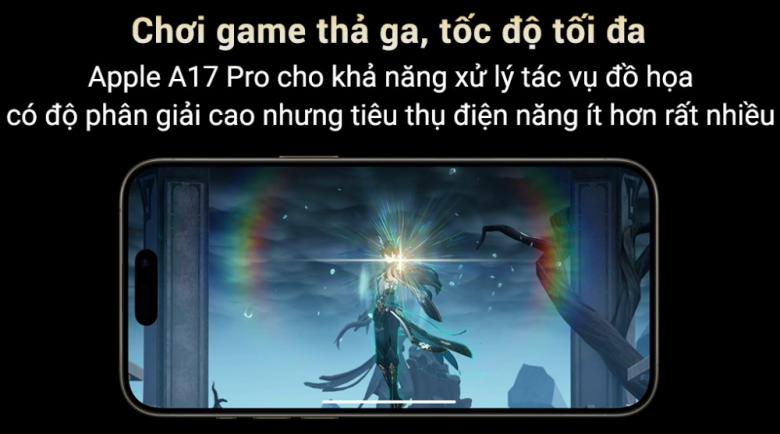 Chơi game thả ga, tốc độ tối đa
Apple A17 Pro cho khả năng xử lý tác vụ đồ họa
có độ phân giải cao nhưng tiêu thụ điện năng ít hơn rất nhiều